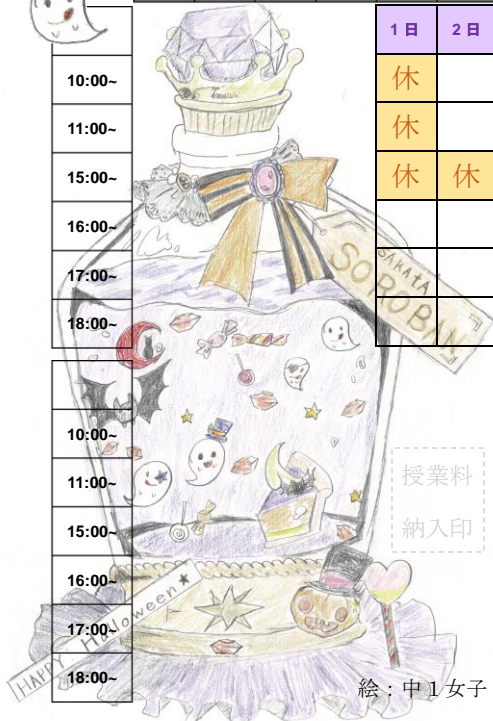 1日 2日
10:00~ 休
11:00~ 休
15:00~ 休 休
16:00~
17:00~
18:00~
SAKATA
SOROBAN
10:00~
11:00~
15:00~
16:00~
17:00~
18:00~
授業料
納入印
HAPPY Halloween★
絵：中１女子